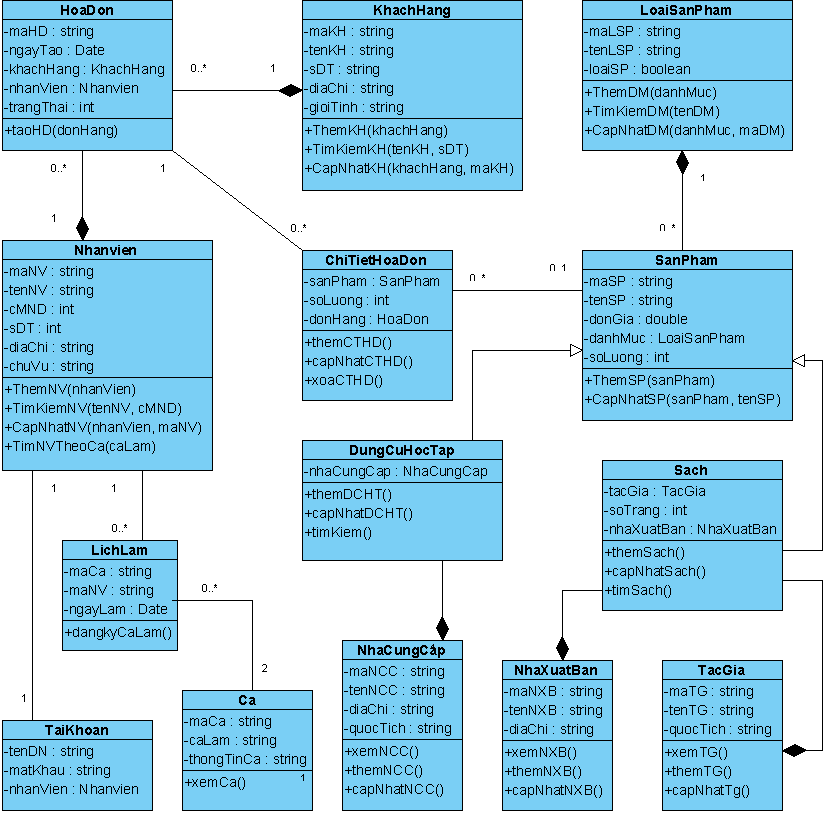 HoaDon
-maHD : string
-ngayTao : Date
-khachHang : KhachHang
-nhanVien : Nhanvien
-trangThai : int
+taoHD(donHang)
0..*
1
KhachHang
-maKH : string
-tenKH : string
-sDT : string
-diaChi : string
-gioiTinh : string
+ThemKH(khachHang)
+TimKiemKH(tenKH, sDT)
+CapNhatKH(khachHang, maKH)
LoaiSanPham
-maLSP : string
-tenLSP : string
-loaiSP : boolean
+ThemDM(danhMuc)
+TimKiemDM(tenDM)
+CapNhatDM(danhMuc, maDM)
0..*
1
1
0..*
1
0..*
Nhanvien
-maNV : string
-tenNV : string
-cMND : int
-sDT : int
-diaChi : string
-chuVu : string
+ThemNV(nhanVien)
+TimKiemNV(tenNV, cMND)
+CapNhatNV(nhanVien, maNV)
+TimNVTheoCa(caLam)
ChiTietHoaDon
-sanPham : SanPham
-soLuong : int
-donHang : HoaDon
+themCTHD()
+capNhatCTHD()
+xoaCTHD()
0..*
0..1
SanPham
-maSP : string
-tenSP : string
-donGia : double
-danhMuc : LoaiSanPham
-soLuong : int
+ThemSP(sanPham)
+CapNhatSP(sanPham, tenSP)
DungCuHocTap
-nhaCungCap : NhaCungCap
+themDCHT()
+capNhatDCHT()
+timKiem()
Sach
-tacGia : TacGia
-soTrang : int
-nhaXuatBan : NhaXuatBan
+themSach()
+capNhatSach()
+timSach()
1
1
0..*
LichLam
-maCa : string
-maNV : string
-ngayLam : Date
+dangkyCaLam()
0..*
2
1
TaiKhoan
-tenDN : string
-matKhau : string
-nhanVien : Nhanvien
Ca
-maCa : string
-caLam : string
-thongTinCa : string
+xemCa()
1
NhaCungCấp
-maNCC : string
-tenNCC : string
-diaChi : string
-quocTich : string
+xemNCC()
+themNCC()
+capNhatNCC()
NhaXuatBan
-maNXB : string
-tenNXB : string
-diaChi : string
+xemNXB()
+themNXB()
+capNhatNXB()
TacGia
-maTG : string
-tenTG : string
-quocTich : string
+xemTG()
+themTG()
+capNhatTg()